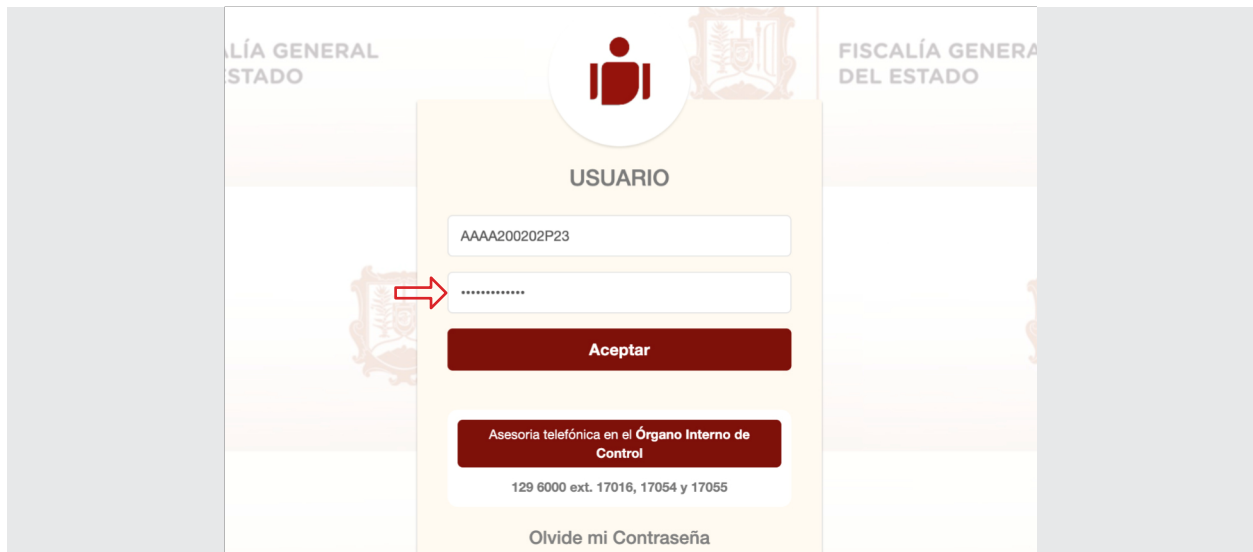 LÍA GENERAL
ESTADO
FISCALÍA GENERA
DEL ESTADO
USUARIO
AAAA200202P23
•••••••••••••
Aceptar
Asesoria telefónica en el Órgano Interno de
Control
129 6000 ext. 17016, 17054 y 17055
Olvide mi Contraseña